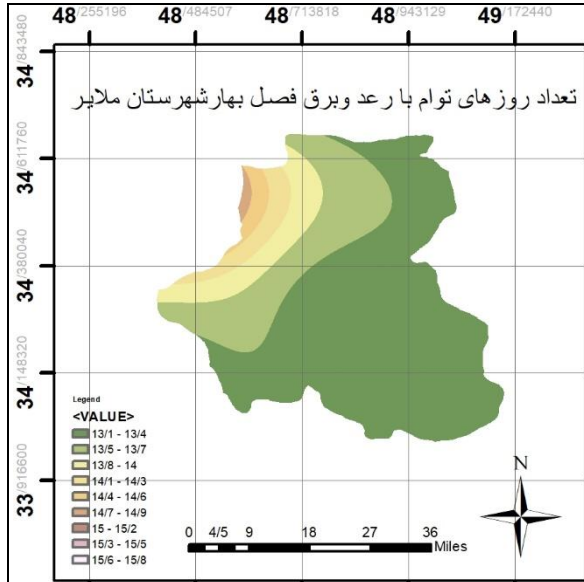 48/255196 48/484507 48/713818 48/943129 49/172440
34/843480
34/611760
34/380040
34/148320
33/916600
تعداد روزهای توام با رعد وبرق فصل بهارشهرستان ملایر
Legend
<VALUE>
13/1 - 13/4
13/5 - 13/7
13/8 - 14
14/1 - 14/3
14/4 - 14/6
14/7 - 14/9
15 - 15/2
15/3 - 15/5
15/6 - 15/8
0 4/5 9 18 27 36
Miles
N